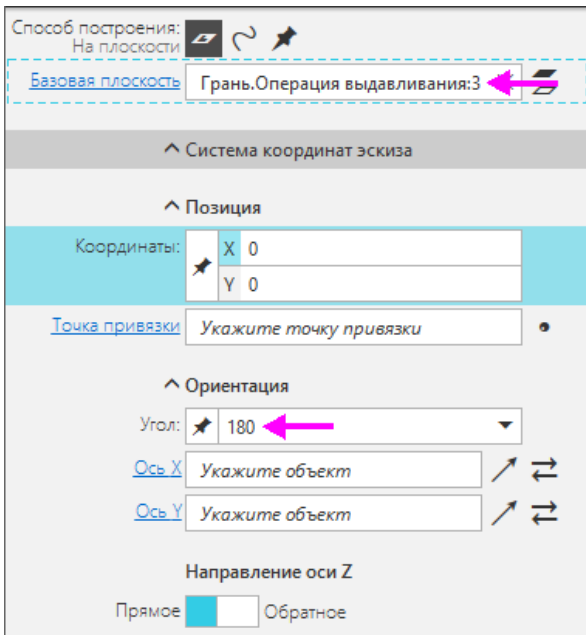 Способ построения:
На плоскости
Базовая плоскость Грань.Операция выдавливания:3
Система координат эскиза
Позиция
Координаты: X 0
Y 0
Точка привязки Укажите точку привязки
Ориентация
Угол: 180
Ось X Укажите объект
Ось Y Укажите объект
Направление оси Z
Прямое Обратное